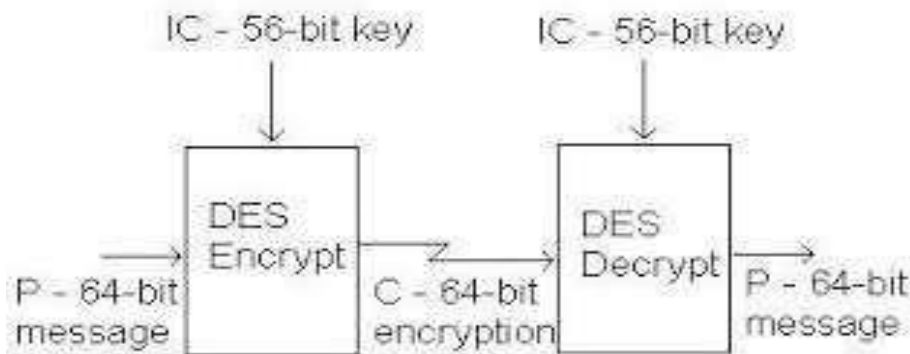 IC - 56-bit key
IC - 56-bit key
DES
Encrypt
DES
Decrypt
P - 64-bit
message
C - 64-bit
encryption
P - 64-bit
message